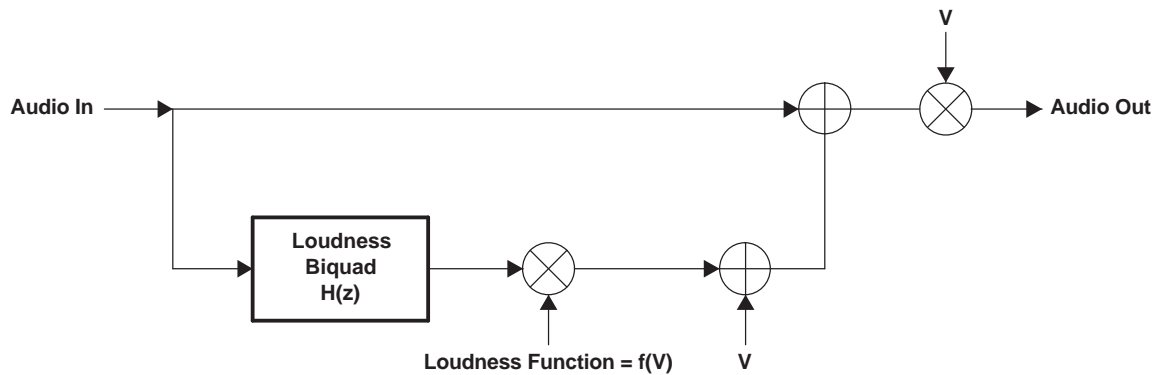 V
Audio In
Audio Out
Loudness
Biquad
H(z)
Loudness Function = f(V)
V